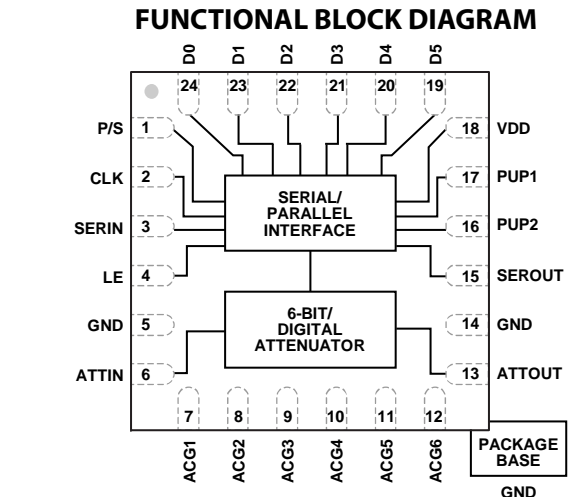 FUNCTIONAL BLOCK DIAGRAM
D0 D1 D2 D3 D4 D5
24 23 22 21 20 19
P/S 1
CLK 2
SERIN 3
LE 4
GND 5
ATTIN 6
SERIAL/
PARALLEL
INTERFACE
6-BIT/
DIGITAL
ATTENUATOR
18 VDD
17 PUP1
16 PUP2
15 SEROUT
14 GND
13 ATTOUT
7 8 9 10 11 12
ACG1 ACG2 ACG3 ACG4 ACG5 ACG6
PACKAGE
BASE
GND